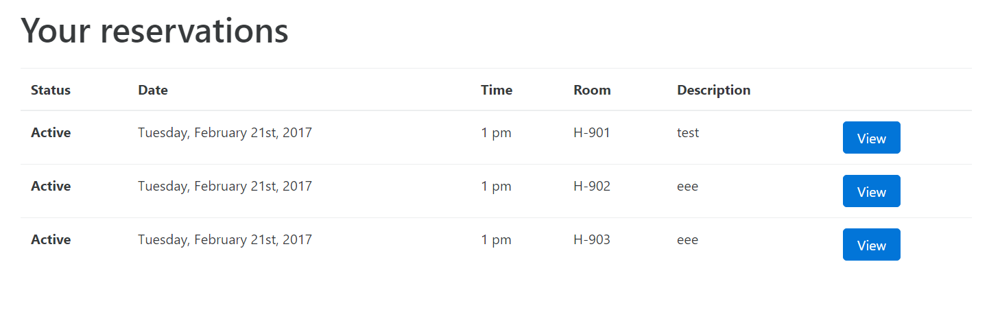 Your reservations
Status Date Time Room Description
Active Tuesday, February 21st, 2017 1 pm H-901 test View
Active Tuesday, February 21st, 2017 1 pm H-902 eee View
Active Tuesday, February 21st, 2017 1 pm H-903 eee View